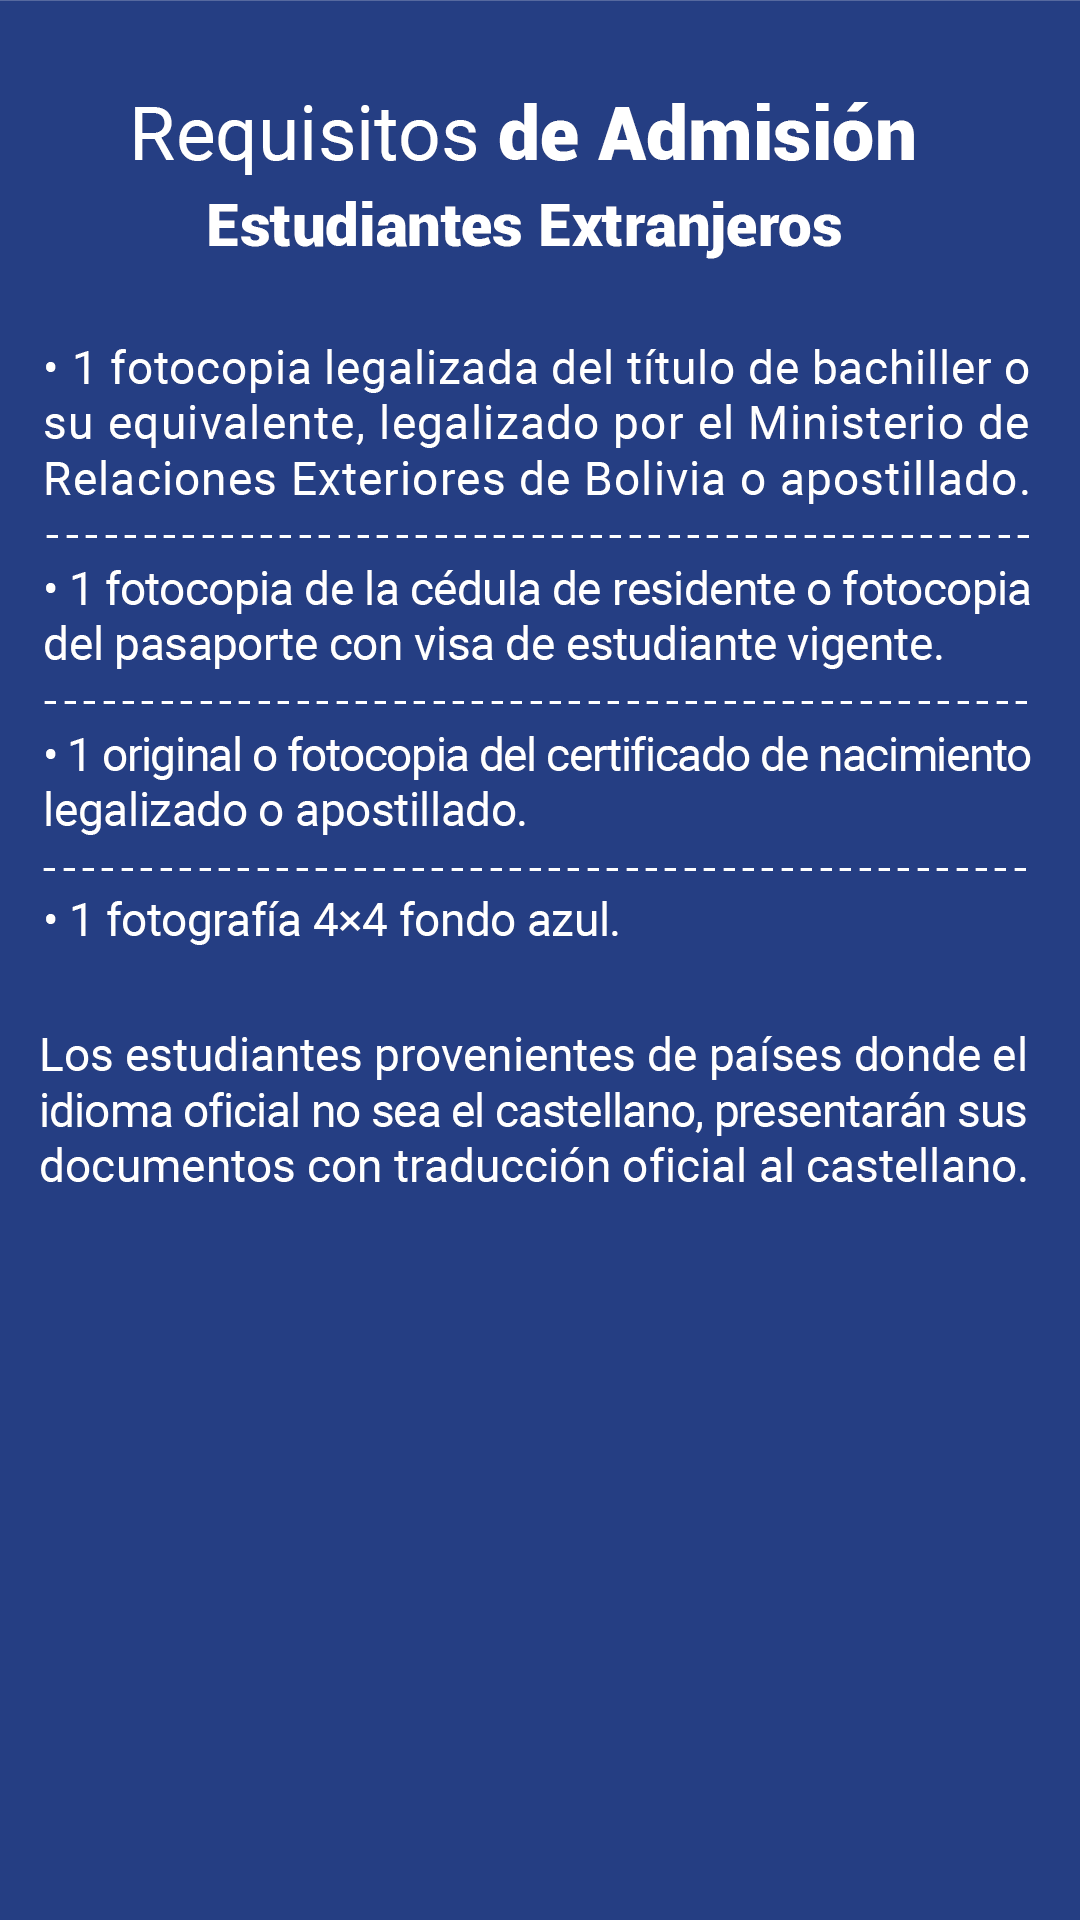 Requisitos de Admisión
Estudiantes Extranjeros
• 1 fotocopia legalizada del título de bachiller o
su equivalente, legalizado por el Ministerio de
Relaciones Exteriores de Bolivia o apostillado.
• 1 fotocopia de la cédula de residente o fotocopia
del pasaporte con visa de estudiante vigente.
• 1 original o fotocopia del certificado de nacimiento
legalizado o apostillado.
• 1 fotografía 4×4 fondo azul.
Los estudiantes provenientes de países donde el
idioma oficial no sea el castellano, presentarán sus
documentos con traducción oficial al castellano.